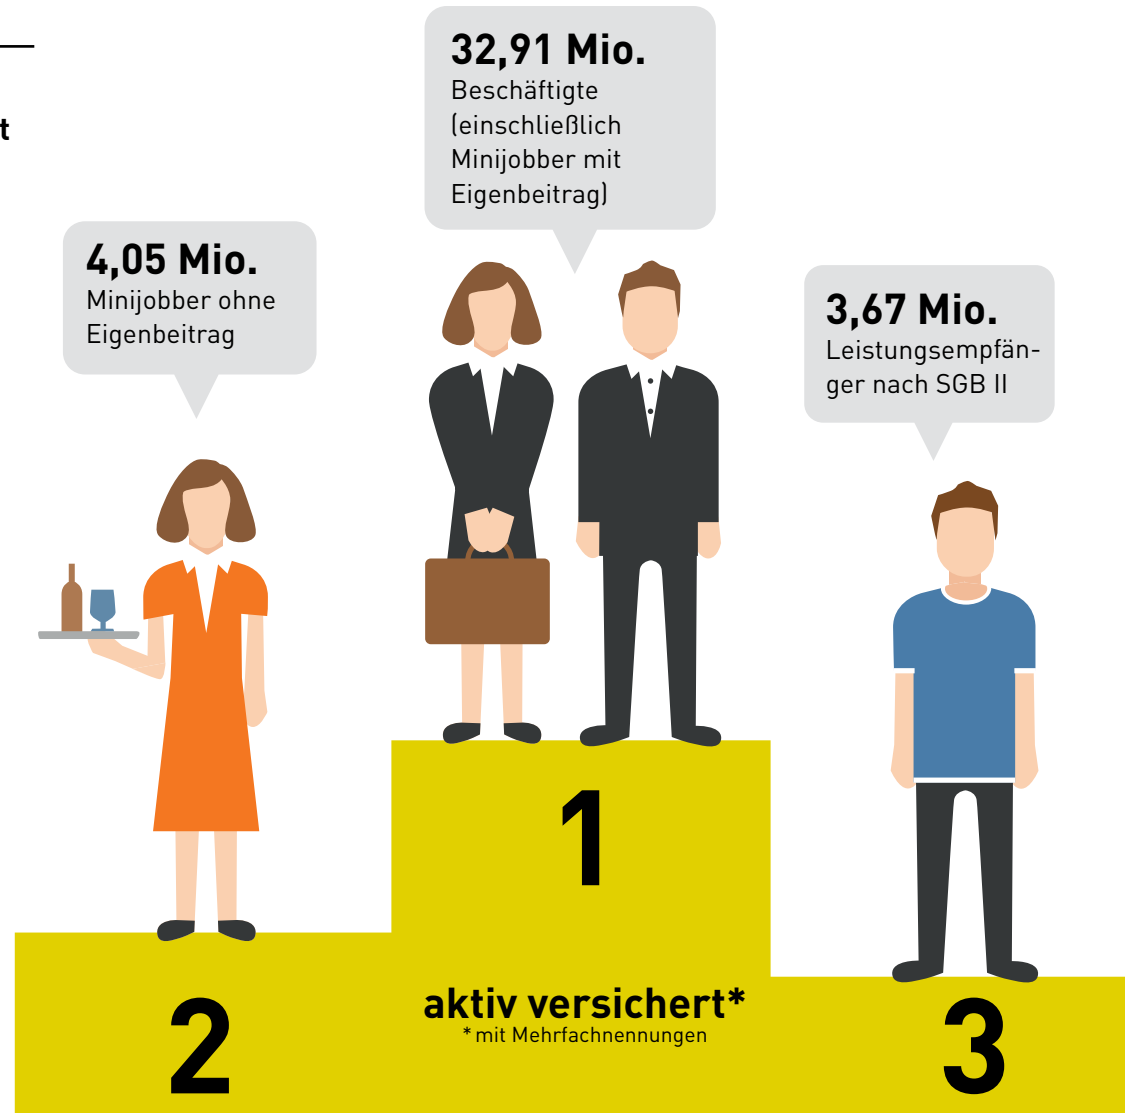 t
32,91 Mio.
Beschäftigte
(einschließlich
Minijobber mit
Eigenbeitrag)
4,05 Mio.
Minijobber ohne
Eigenbeitrag
3,67 Mio.
Leistungsempfän-
ger nach SGB II
1
2
3
aktiv versichert*
* mit Mehrfachnennungen